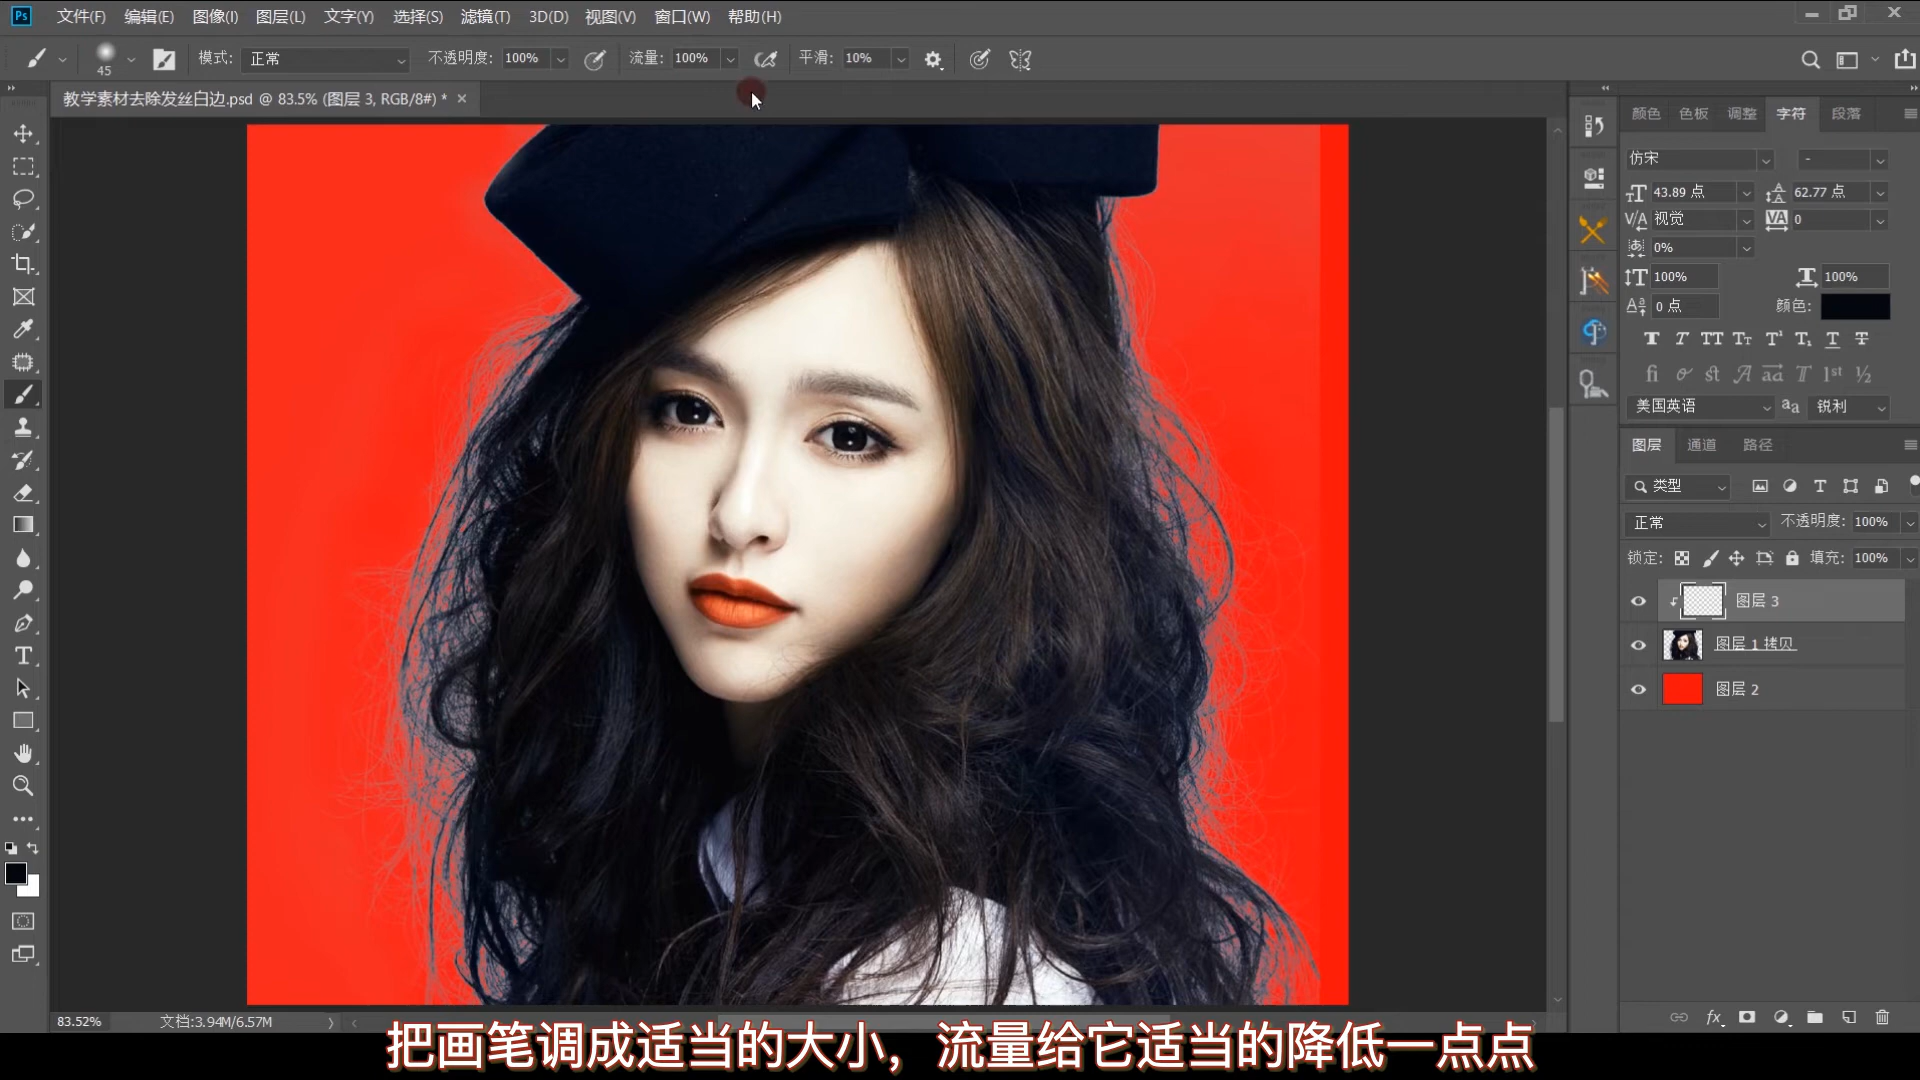 Ps 文件(F) 编辑(E) 图像(I) 图层(L) 文字(Y) 选择(S) 滤镜(T) 3D(D) 视图(V) 窗口(W) 帮助(H)
45 模式: 正常 不透明度: 100% 流量: 100% 平滑: 10%
教学素材去除发丝白边.psd @ 83.5% (图层 3, RGB/8#) * ×
颜色 色板 调整 字符 段落
仿宋 -
43.89 点 62.77 点
视觉 0
0%
100% 100%
0 点 颜色:
美国英语 aa 锐利
图层 通道 路径
类型
正常 不透明度: 100%
锁定: 填充: 100%
图层 3
图层 1 拷贝
图层 2
83.52% 文档:3.94M/6.57M
把画笔调成适当的大小，流量给它适当的降低一点点